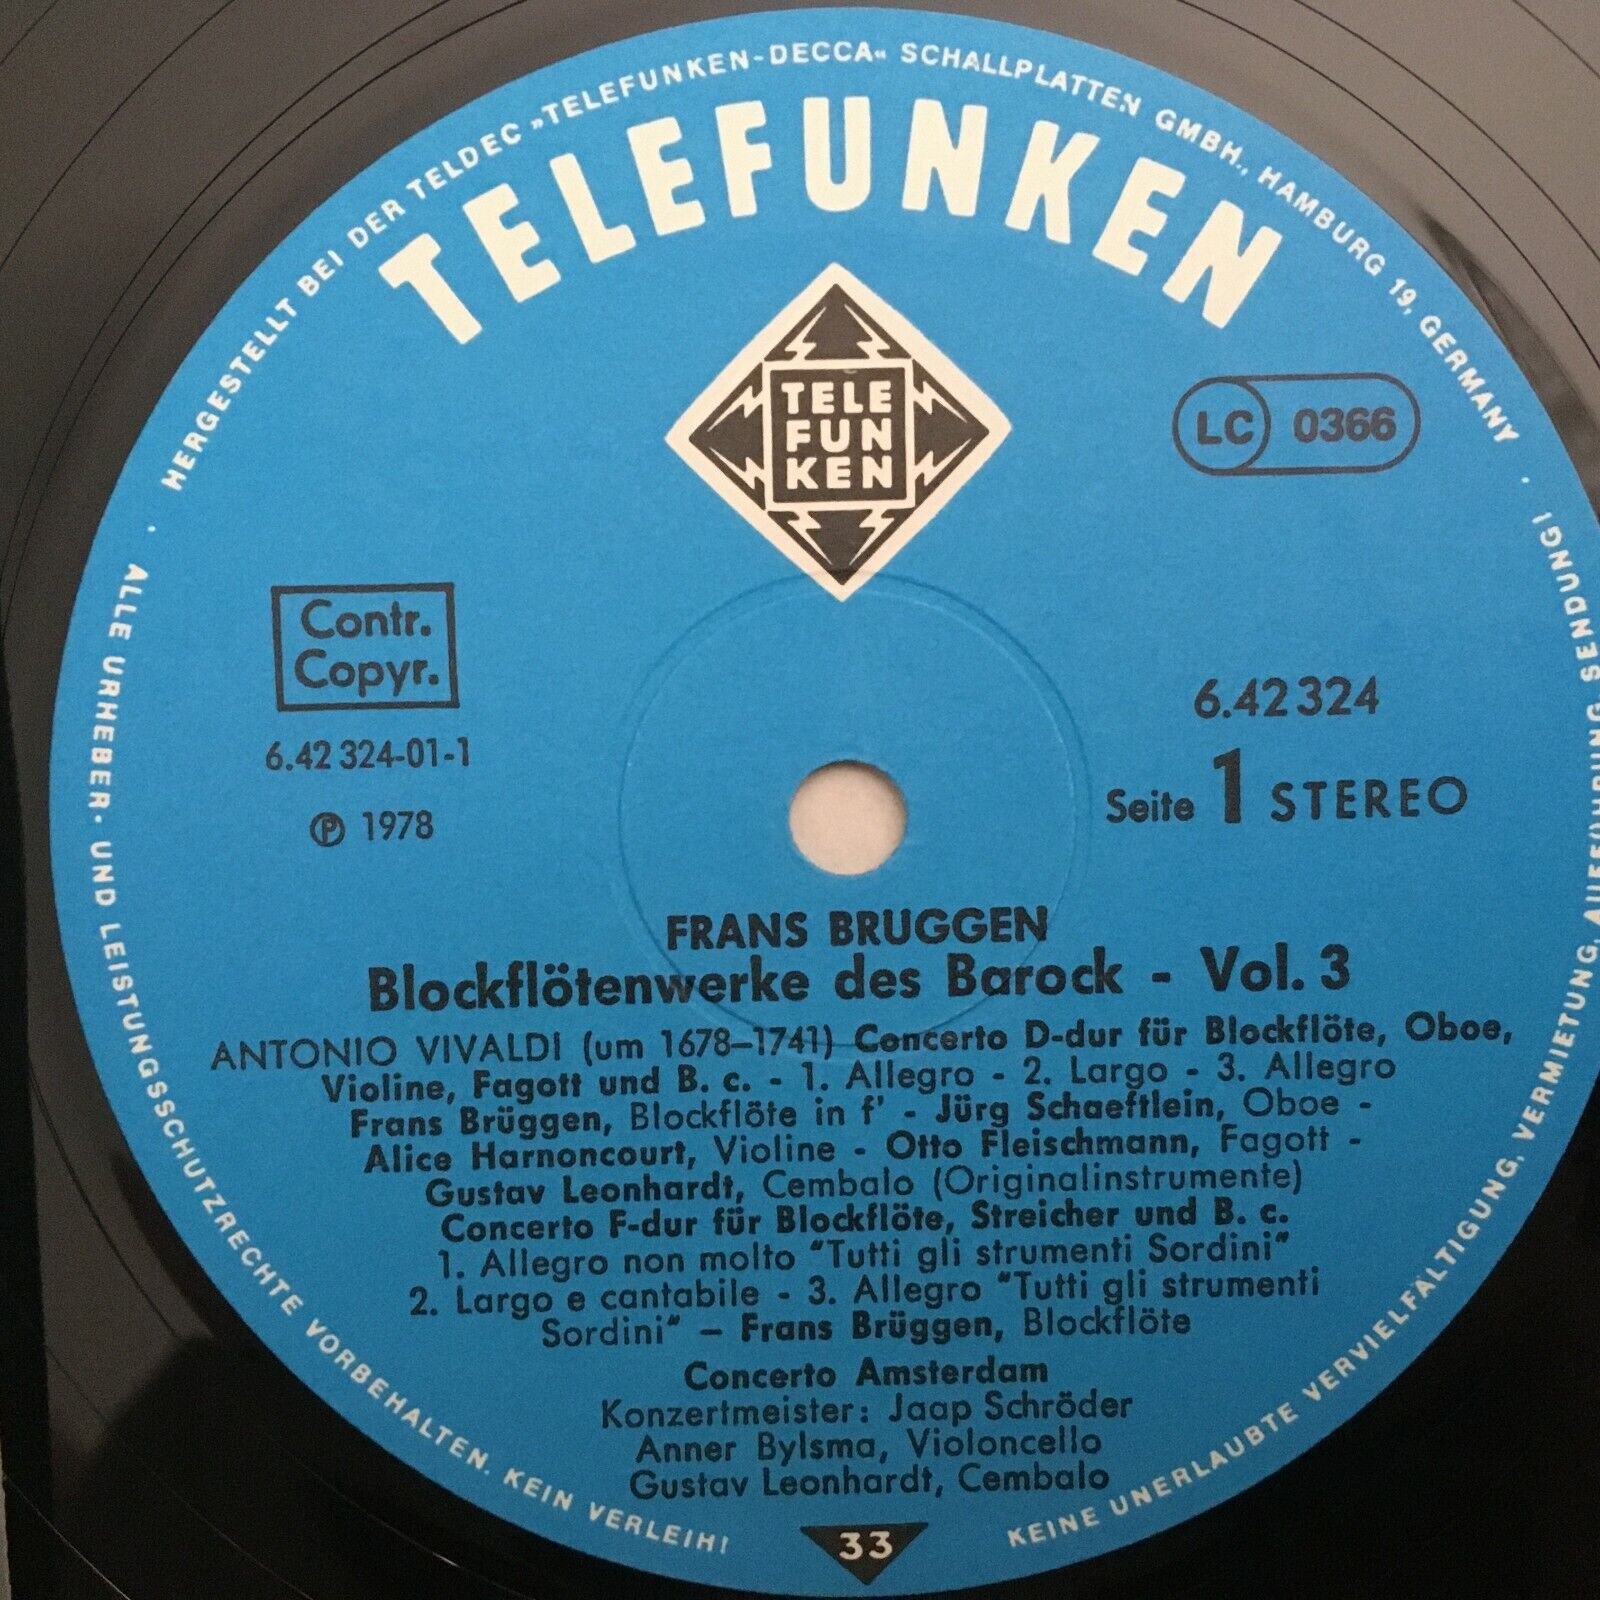 HERGESTELLT BEI DER TELDEC »TELEFUNKEN-DECCA« SCHALLPLATTEN GMBH., HAMBURG 19, GERMANY ·
TELEFUNKEN
TELE
FUN
KEN
LC 0366
Contr.
Copyr.
6.42 324-01-1
℗ 1978
6.42 324
Seite 1 STEREO
FRANS BRUGGEN
Blockflötenwerke des Barock - Vol. 3
ANTONIO VIVALDI (um 1678–1741) Concerto D-dur für Blockflöte, Oboe,
Violine, Fagott und B. c. - 1. Allegro - 2. Largo - 3. Allegro
Frans Brüggen, Blockflöte in f' - Jürg Schaeftlein, Oboe -
Alice Harnoncourt, Violine - Otto Fleischmann, Fagott -
Gustav Leonhardt, Cembalo (Originalinstrumente)
Concerto F-dur für Blockflöte, Streicher und B. c.
1. Allegro non molto "Tutti gli strumenti Sordini"
2. Largo e cantabile - 3. Allegro "Tutti gli strumenti
Sordini" – Frans Brüggen, Blockflöte
Concerto Amsterdam
Konzertmeister: Jaap Schröder
Anner Bylsma, Violoncello
Gustav Leonhardt, Cembalo
33
· ALLE URHEBER- UND LEISTUNGSSCHUTZRECHTE VORBEHALTEN. KEIN VERLEIH!
KEINE UNERLAUBTE VERVIELFÄLTIGUNG, VERMIETUNG, AUFFÜHRUNG, SENDUNG!